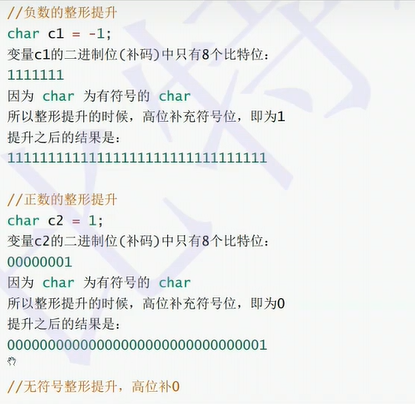 //负数的整形提升
char c1 = -1;
变量c1的二进制位(补码)中只有8个比特位:
1111111
因为 char 为有符号的 char
所以整形提升的时候，高位补充符号位，即为1
提升之后的结果是:
11111111111111111111111111111111
//正数的整形提升
char c2 = 1;
变量c2的二进制位(补码)中只有8个比特位:
00000001
因为 char 为有符号的 char
所以整形提升的时候，高位补充符号位，即为0
提升之后的结果是:
00000000000000000000000000000001
//无符号整形提升，高位补0